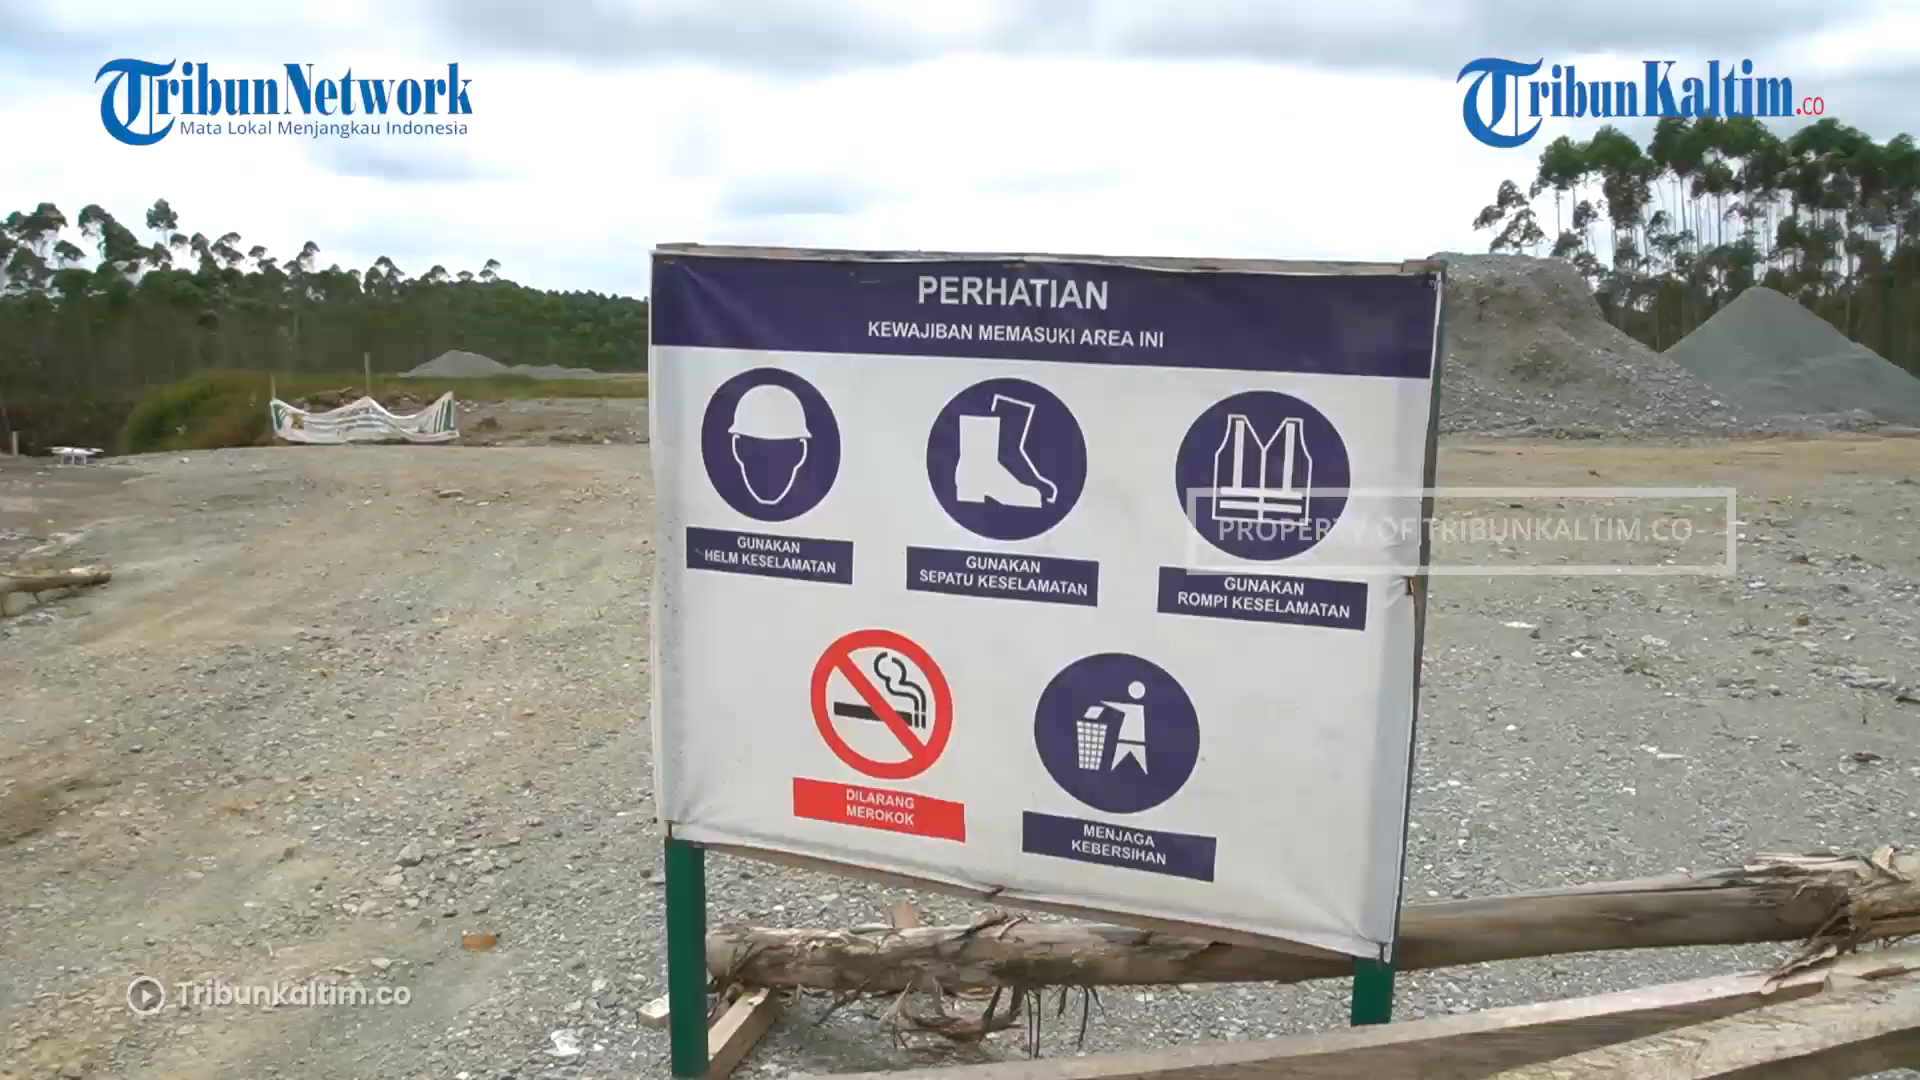 TribunNetwork
Mata Lokal Menjangkau Indonesia
TribunKaltim.co
PERHATIAN
KEWAJIBAN MEMASUKI AREA INI
GUNAKAN
HELM KESELAMATAN
GUNAKAN
SEPATU KESELAMATAN
GUNAKAN
ROMPI KESELAMATAN
PROPERTY OF TRIBUNKALTIM.CO
DILARANG
MEROKOK
MENJAGA
KEBERSIHAN
Tribunkaltim.co